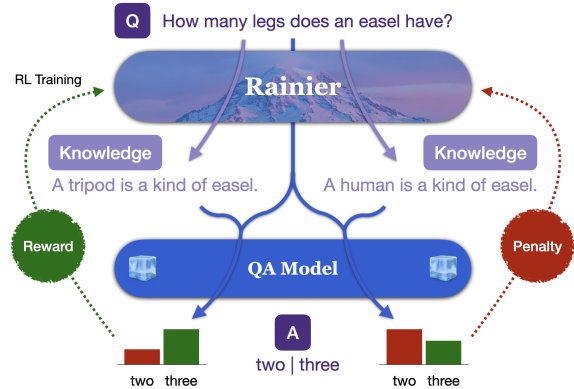 Q How many legs does an easel have?
RL Training
Rainier
Knowledge
A tripod is a kind of easel.
Knowledge
A human is a kind of easel.
Reward
QA Model
Penalty
A
two | three
two three
two three